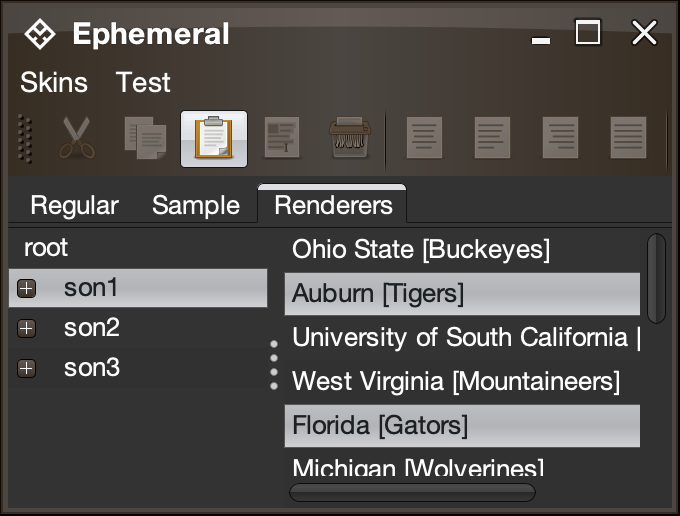 Ephemeral
Skins Test
Regular Sample Renderers
root
son1
son2
son3
Ohio State [Buckeyes]
Auburn [Tigers]
University of South California [
West Virginia [Mountaineers]
Florida [Gators]
Michigan [Wolverines]